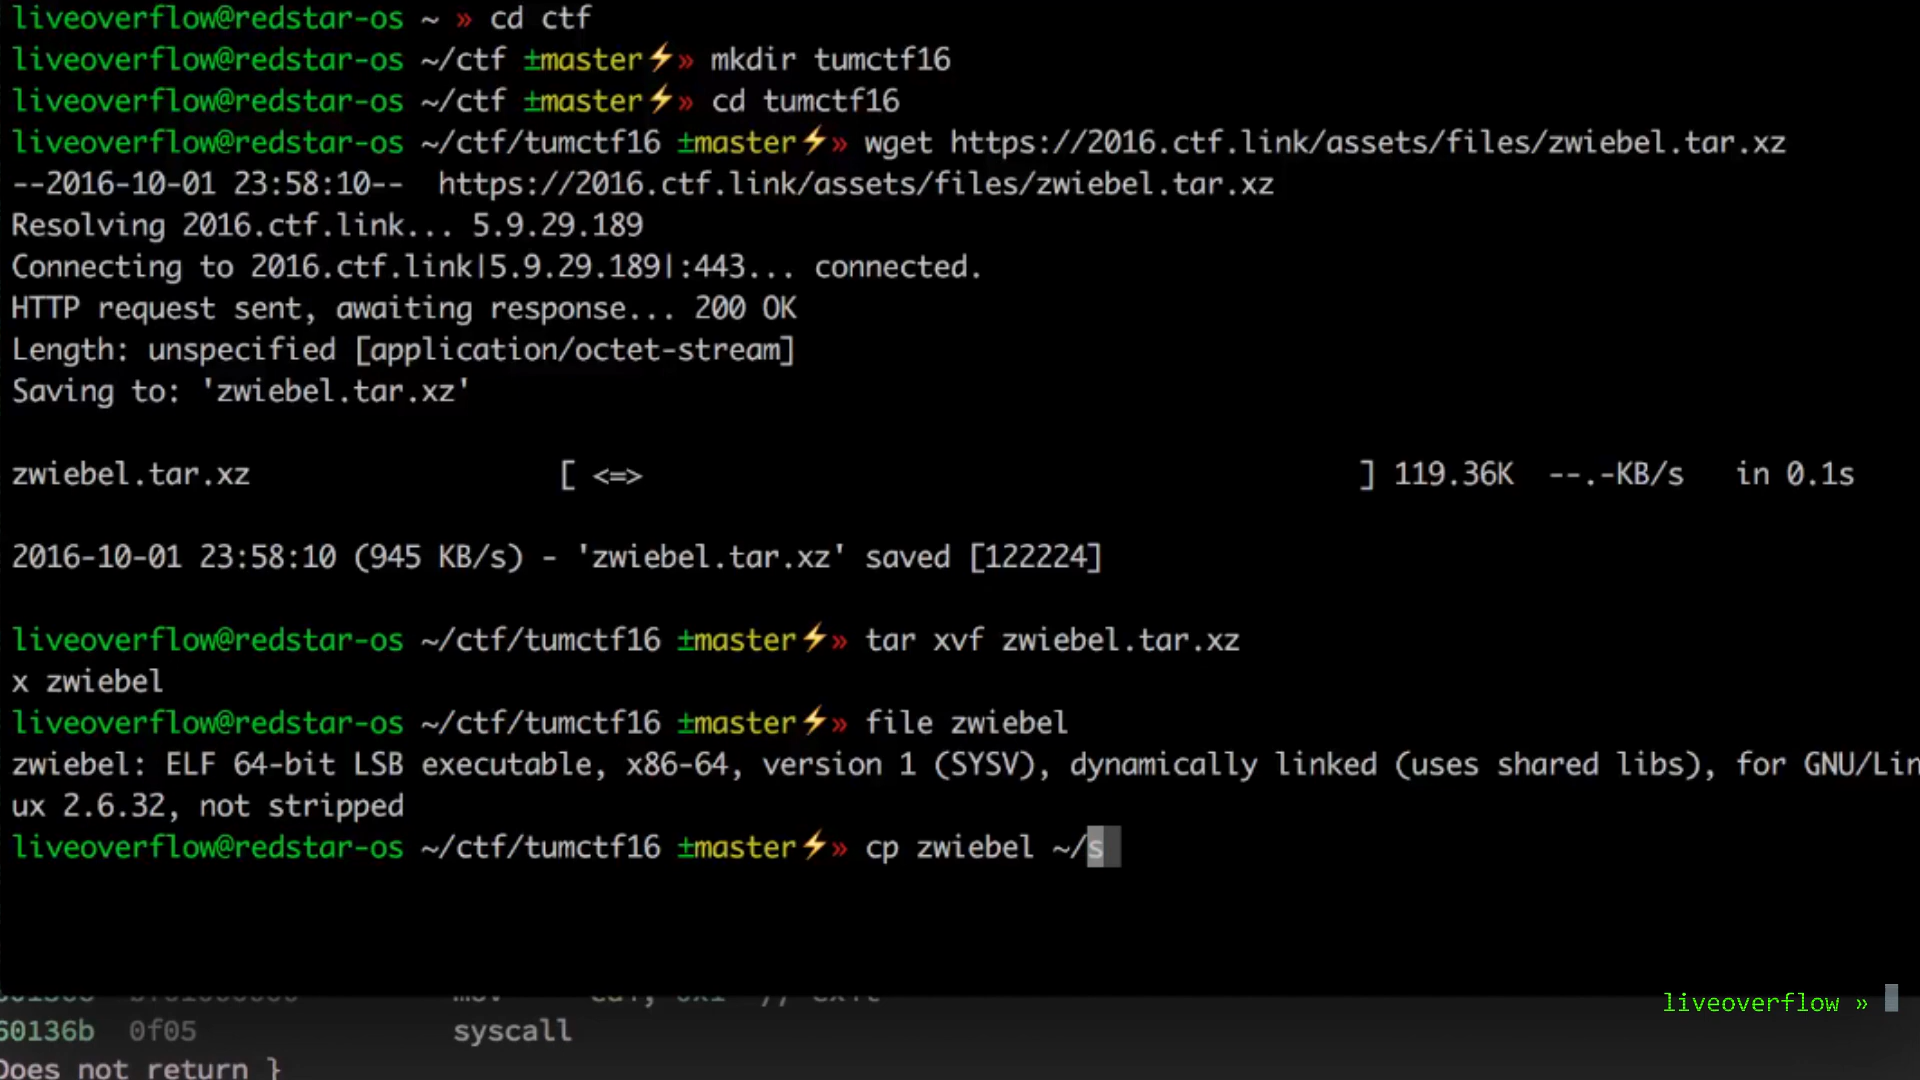 liveoverflow@redstar-os ~ » cd ctf
liveoverflow@redstar-os ~/ctf ±master⚡» mkdir tumctf16
liveoverflow@redstar-os ~/ctf ±master⚡» cd tumctf16
liveoverflow@redstar-os ~/ctf/tumctf16 ±master⚡» wget https://2016.ctf.link/assets/files/zwiebel.tar.xz
--2016-10-01 23:58:10--  https://2016.ctf.link/assets/files/zwiebel.tar.xz
Resolving 2016.ctf.link... 5.9.29.189
Connecting to 2016.ctf.link|5.9.29.189|:443... connected.
HTTP request sent, awaiting response... 200 OK
Length: unspecified [application/octet-stream]
Saving to: 'zwiebel.tar.xz'
zwiebel.tar.xz [ <=> ] 119.36K --.-KB/s in 0.1s
2016-10-01 23:58:10 (945 KB/s) - 'zwiebel.tar.xz' saved [122224]
liveoverflow@redstar-os ~/ctf/tumctf16 ±master⚡» tar xvf zwiebel.tar.xz
x zwiebel
liveoverflow@redstar-os ~/ctf/tumctf16 ±master⚡» file zwiebel
zwiebel: ELF 64-bit LSB executable, x86-64, version 1 (SYSV), dynamically linked (uses shared libs), for GNU/Lin
ux 2.6.32, not stripped
liveoverflow@redstar-os ~/ctf/tumctf16 ±master⚡» cp zwiebel ~/s
liveoverflow »
60136b 0f05 syscall
Does not return }